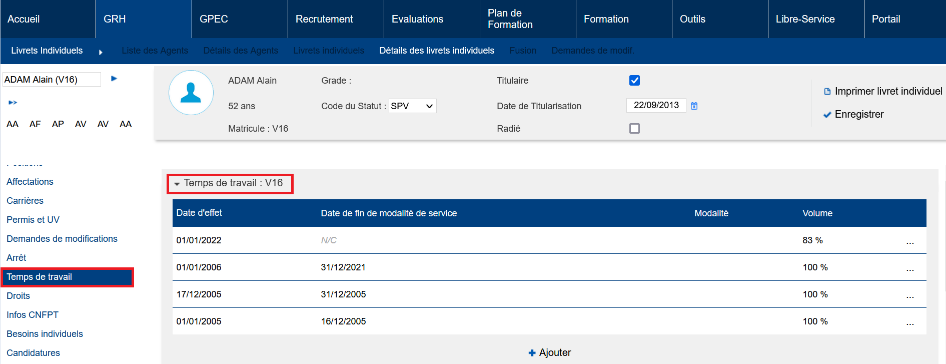 Accueil GRH GPEC Recrutement Evaluations Plan de Formation Formation Outils Libre-Service Portail
Livrets Individuels Liste des Agents Détails des Agents Livrets individuels Détails des livrets individuels Fusion Demandes de modif.
ADAM Alain (V16)
AA AF AP AV AV AA
ADAM Alain Grade : Titulaire
52 ans Code du Statut : SPV Date de Titularisation 22/09/2013
Matricule : V16 Radié
Imprimer livret individuel
Enregistrer
Positions
Affectations
Carrières
Permis et UV
Demandes de modifications
Arrêt
Temps de travail
Droits
Infos CNFPT
Besoins individuels
Candidatures
Temps de travail : V16
Date d'effet Date de fin de modalité de service Modalité Volume
01/01/2022 N/C 83 % ...
01/01/2006 31/12/2021 100 % ...
17/12/2005 31/12/2005 100 % ...
01/01/2005 16/12/2005 100 % ...
+ Ajouter